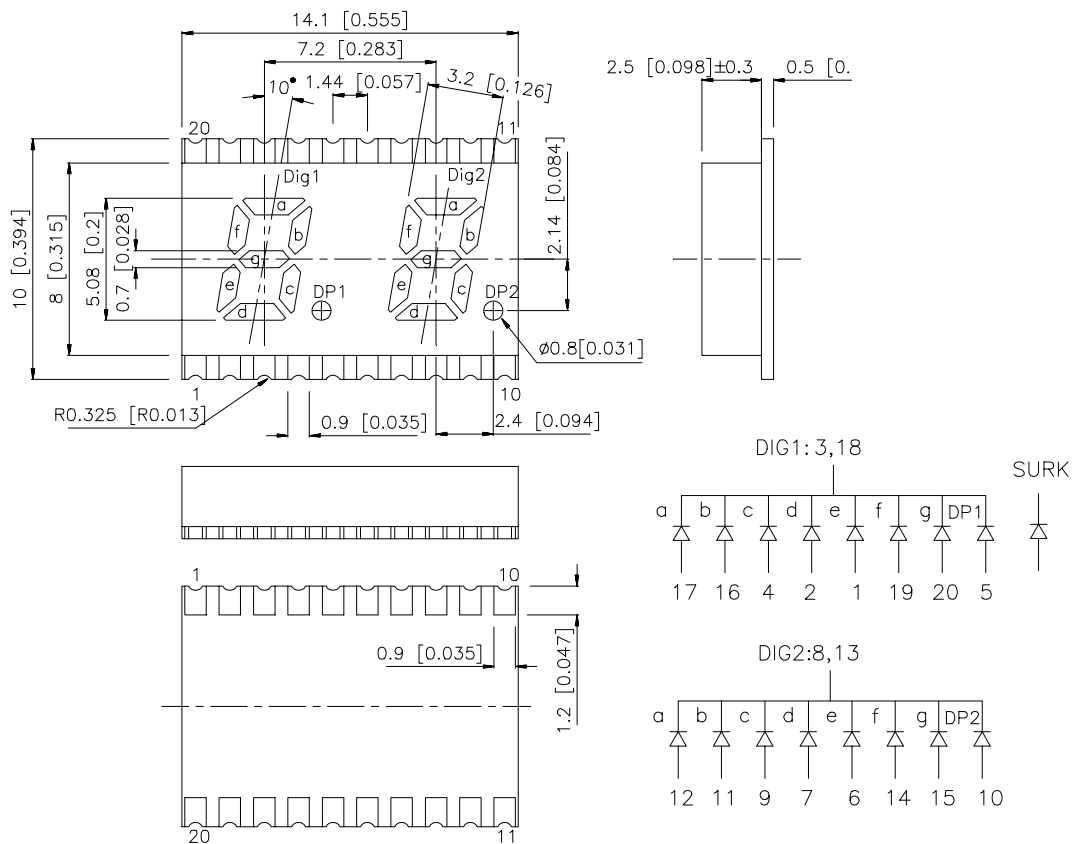 14.1 [0.555]
7.2 [0.283]
10° 1.44 [0.057]
3.2 [0.126]
2.5 [0.098]±0.3
0.5 [0.
20
11
Dig1
Dig2
a
b
c
d
e
f
g
DP1
a
b
c
d
e
f
g
DP2
10 [0.394]
8 [0.315]
5.08 [0.2]
0.7 [0.028]
2.14 [0.084]
ø0.8[0.031]
1
10
R0.325 [R0.013]
0.9 [0.035]
2.4 [0.094]
1
10
0.9 [0.035]
1.2 [0.047]
20
11
DIG1:3,18
SURK
a b c d e f g DP1
17 16 4 2 1 19 20 5
DIG2:8,13
a b c d e f g DP2
12 11 9 7 6 14 15 10